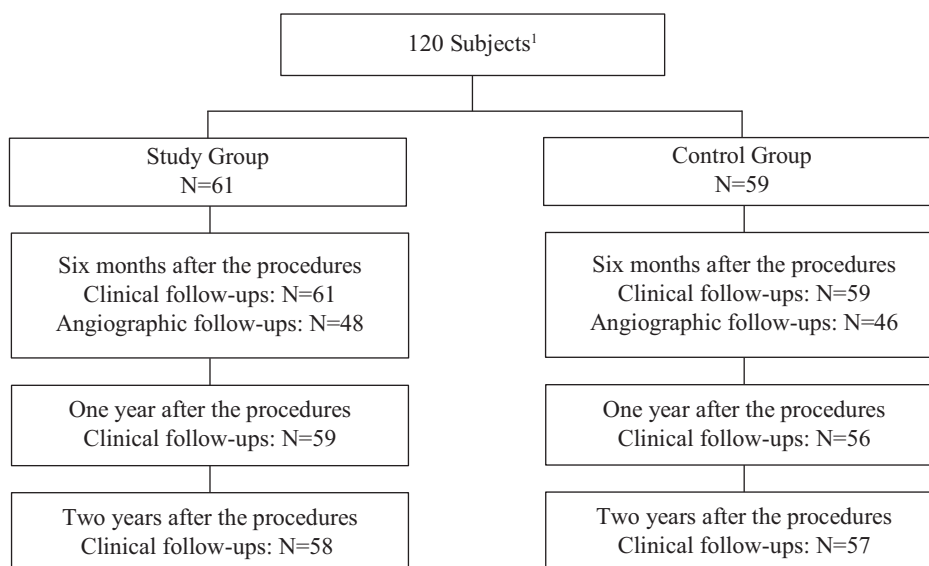 120 Subjects¹
Study Group
N=61
Control Group
N=59
Six months after the procedures
Clinical follow-ups: N=61
Angiographic follow-ups: N=48
Six months after the procedures
Clinical follow-ups: N=59
Angiographic follow-ups: N=46
One year after the procedures
Clinical follow-ups: N=59
One year after the procedures
Clinical follow-ups: N=56
Two years after the procedures
Clinical follow-ups: N=58
Two years after the procedures
Clinical follow-ups: N=57